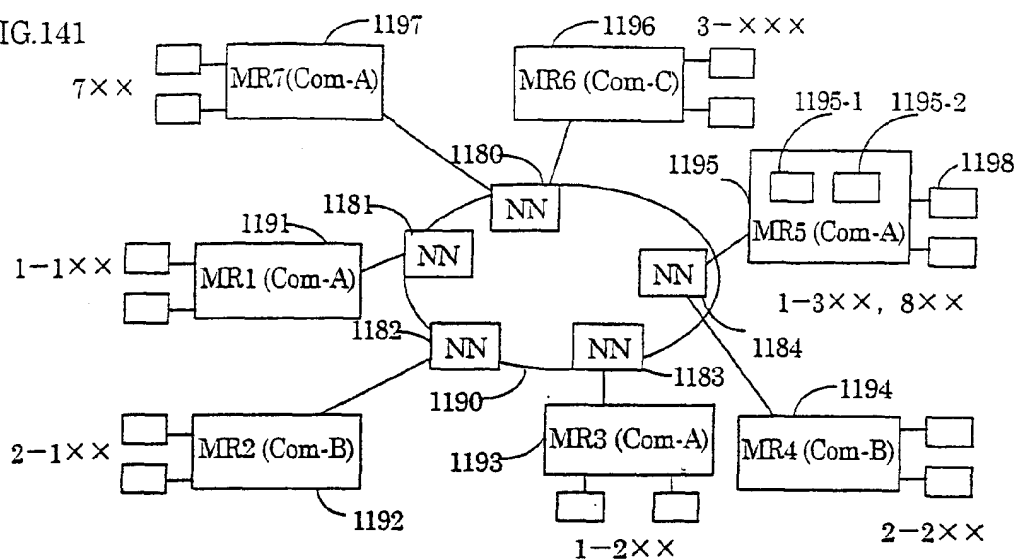 IG.141
1197
1196
3-×××
7××
MR7(Com-A)
MR6 (Com-C)
1195-1
1195-2
1180
1195
1198
NN
1181
1191
NN
MR5 (Com-A)
1-1××
MR1 (Com-A)
NN
1-3××, 8××
1182
NN
NN
1184
1183
1190
1194
2-1××
MR2 (Com-B)
MR3 (Com-A)
MR4 (Com-B)
1193
1192
2-2××
1-2××